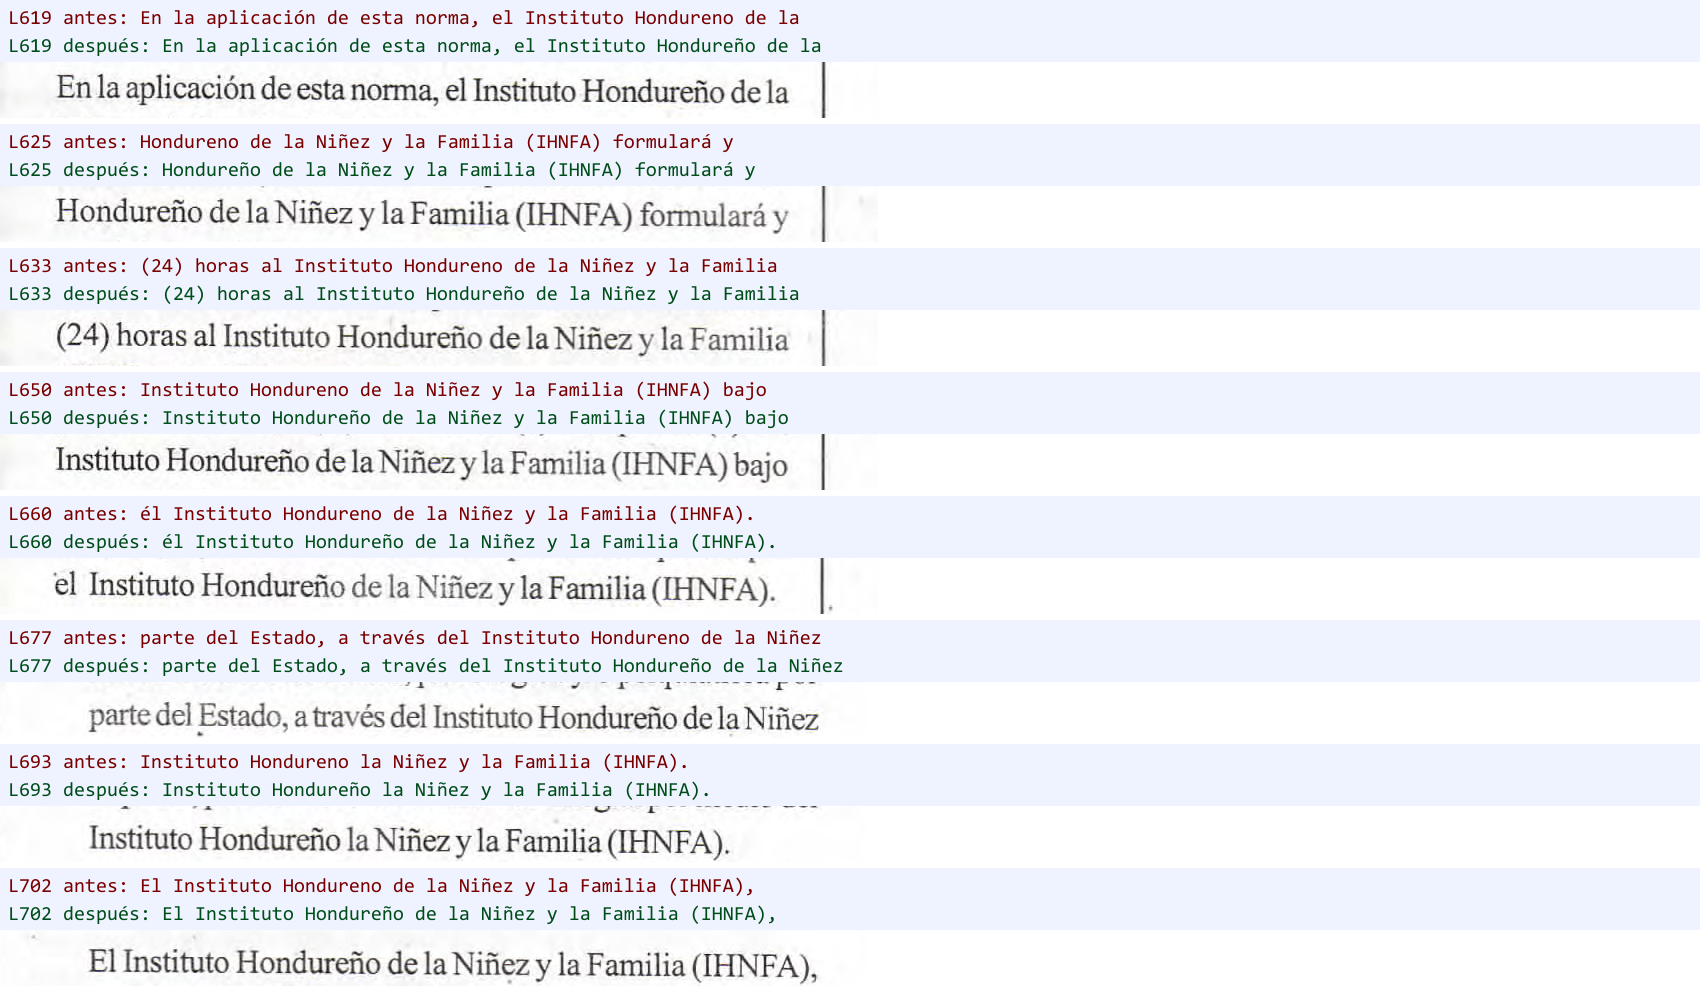 L619 antes: En la aplicación de esta norma, el Instituto Hondureno de la
L619 después: En la aplicación de esta norma, el Instituto Hondureño de la
En la aplicación de esta norma, el Instituto Hondureño de la
L625 antes: Hondureno de la Niñez y la Familia (IHNFA) formulará y
L625 después: Hondureño de la Niñez y la Familia (IHNFA) formulará y
Hondureño de la Niñez y la Familia (IHNFA) formulará y
L633 antes: (24) horas al Instituto Hondureno de la Niñez y la Familia
L633 después: (24) horas al Instituto Hondureño de la Niñez y la Familia
(24) horas al Instituto Hondureño de la Niñez y la Familia
L650 antes: Instituto Hondureno de la Niñez y la Familia (IHNFA) bajo
L650 después: Instituto Hondureño de la Niñez y la Familia (IHNFA) bajo
Instituto Hondureño de la Niñez y la Familia (IHNFA) bajo
L660 antes: él Instituto Hondureno de la Niñez y la Familia (IHNFA).
L660 después: él Instituto Hondureño de la Niñez y la Familia (IHNFA).
el Instituto Hondureño de la Niñez y la Familia (IHNFA).
L677 antes: parte del Estado, a través del Instituto Hondureno de la Niñez
L677 después: parte del Estado, a través del Instituto Hondureño de la Niñez
parte del Estado, a través del Instituto Hondureño de la Niñez
L693 antes: Instituto Hondureno la Niñez y la Familia (IHNFA).
L693 después: Instituto Hondureño la Niñez y la Familia (IHNFA).
Instituto Hondureño la Niñez y la Familia (IHNFA).
L702 antes: El Instituto Hondureno de la Niñez y la Familia (IHNFA),
L702 después: El Instituto Hondureño de la Niñez y la Familia (IHNFA),
El Instituto Hondureño de la Niñez y la Familia (IHNFA),